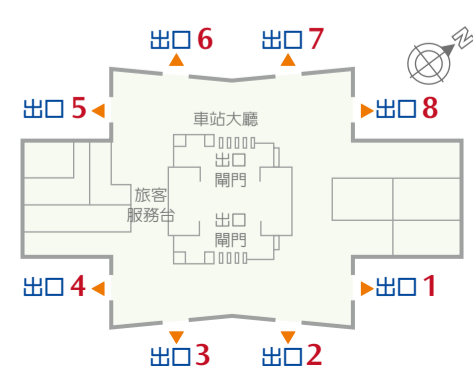 出口 6
出口 7
N
出口 5
出口 8
車站大廳
出口
閘門
旅客
服務台
出口
閘門
出口 4
出口 1
出口 3
出口 2